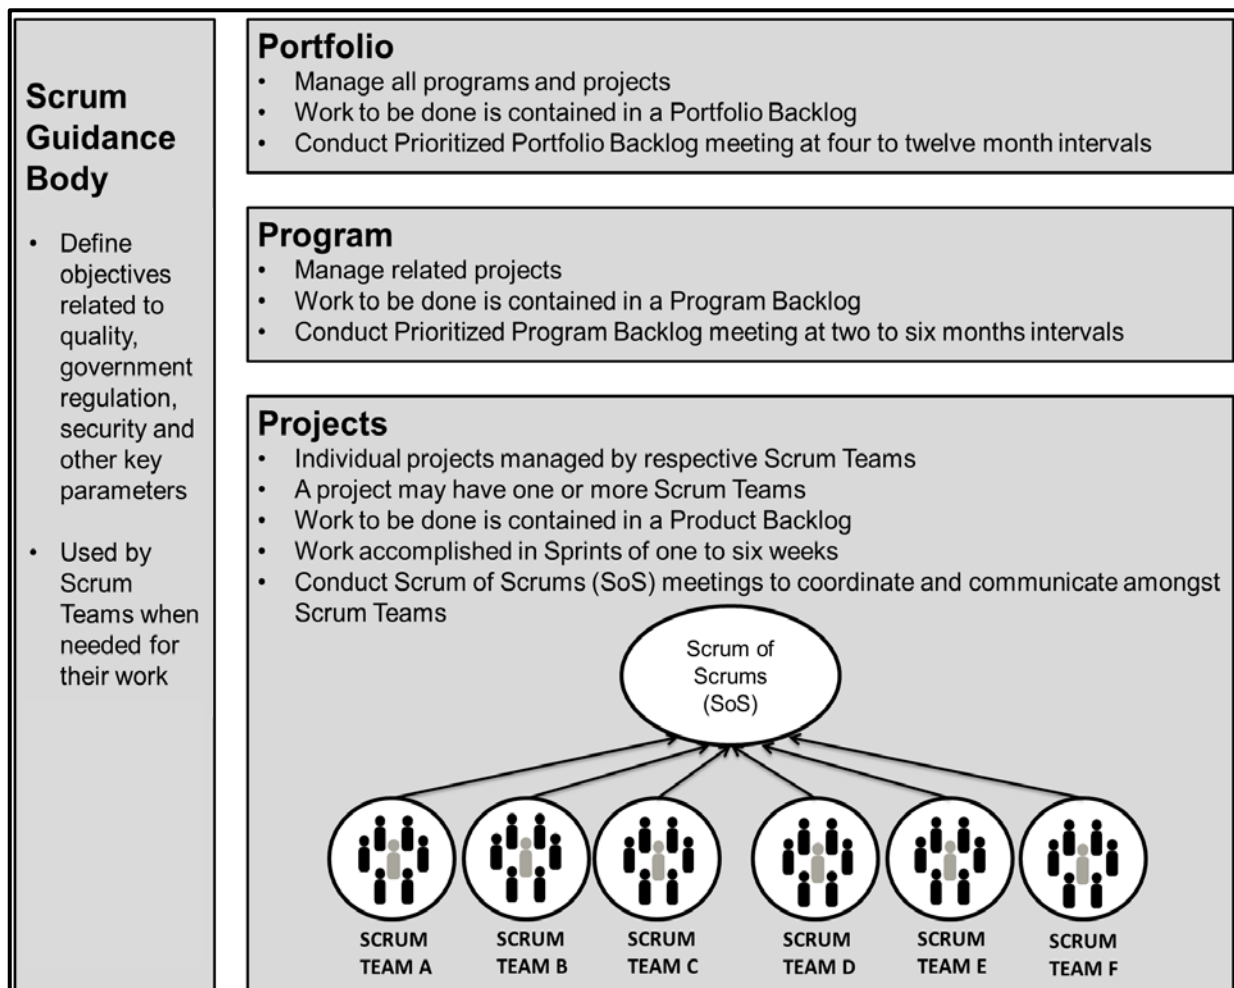 Scrum
Guidance
Body
• Define
objectives
related to
quality,
government
regulation,
security and
other key
parameters
• Used by
Scrum
Teams when
needed for
their work
Portfolio
• Manage all programs and projects
• Work to be done is contained in a Portfolio Backlog
• Conduct Prioritized Portfolio Backlog meeting at four to twelve month intervals
Program
• Manage related projects
• Work to be done is contained in a Program Backlog
• Conduct Prioritized Program Backlog meeting at two to six months intervals
Projects
• Individual projects managed by respective Scrum Teams
• A project may have one or more Scrum Teams
• Work to be done is contained in a Product Backlog
• Work accomplished in Sprints of one to six weeks
• Conduct Scrum of Scrums (SoS) meetings to coordinate and communicate amongst
Scrum Teams
Scrum of
Scrums
(SoS)
SCRUM
TEAM A
SCRUM
TEAM B
SCRUM
TEAM C
SCRUM
TEAM D
SCRUM
TEAM E
SCRUM
TEAM F